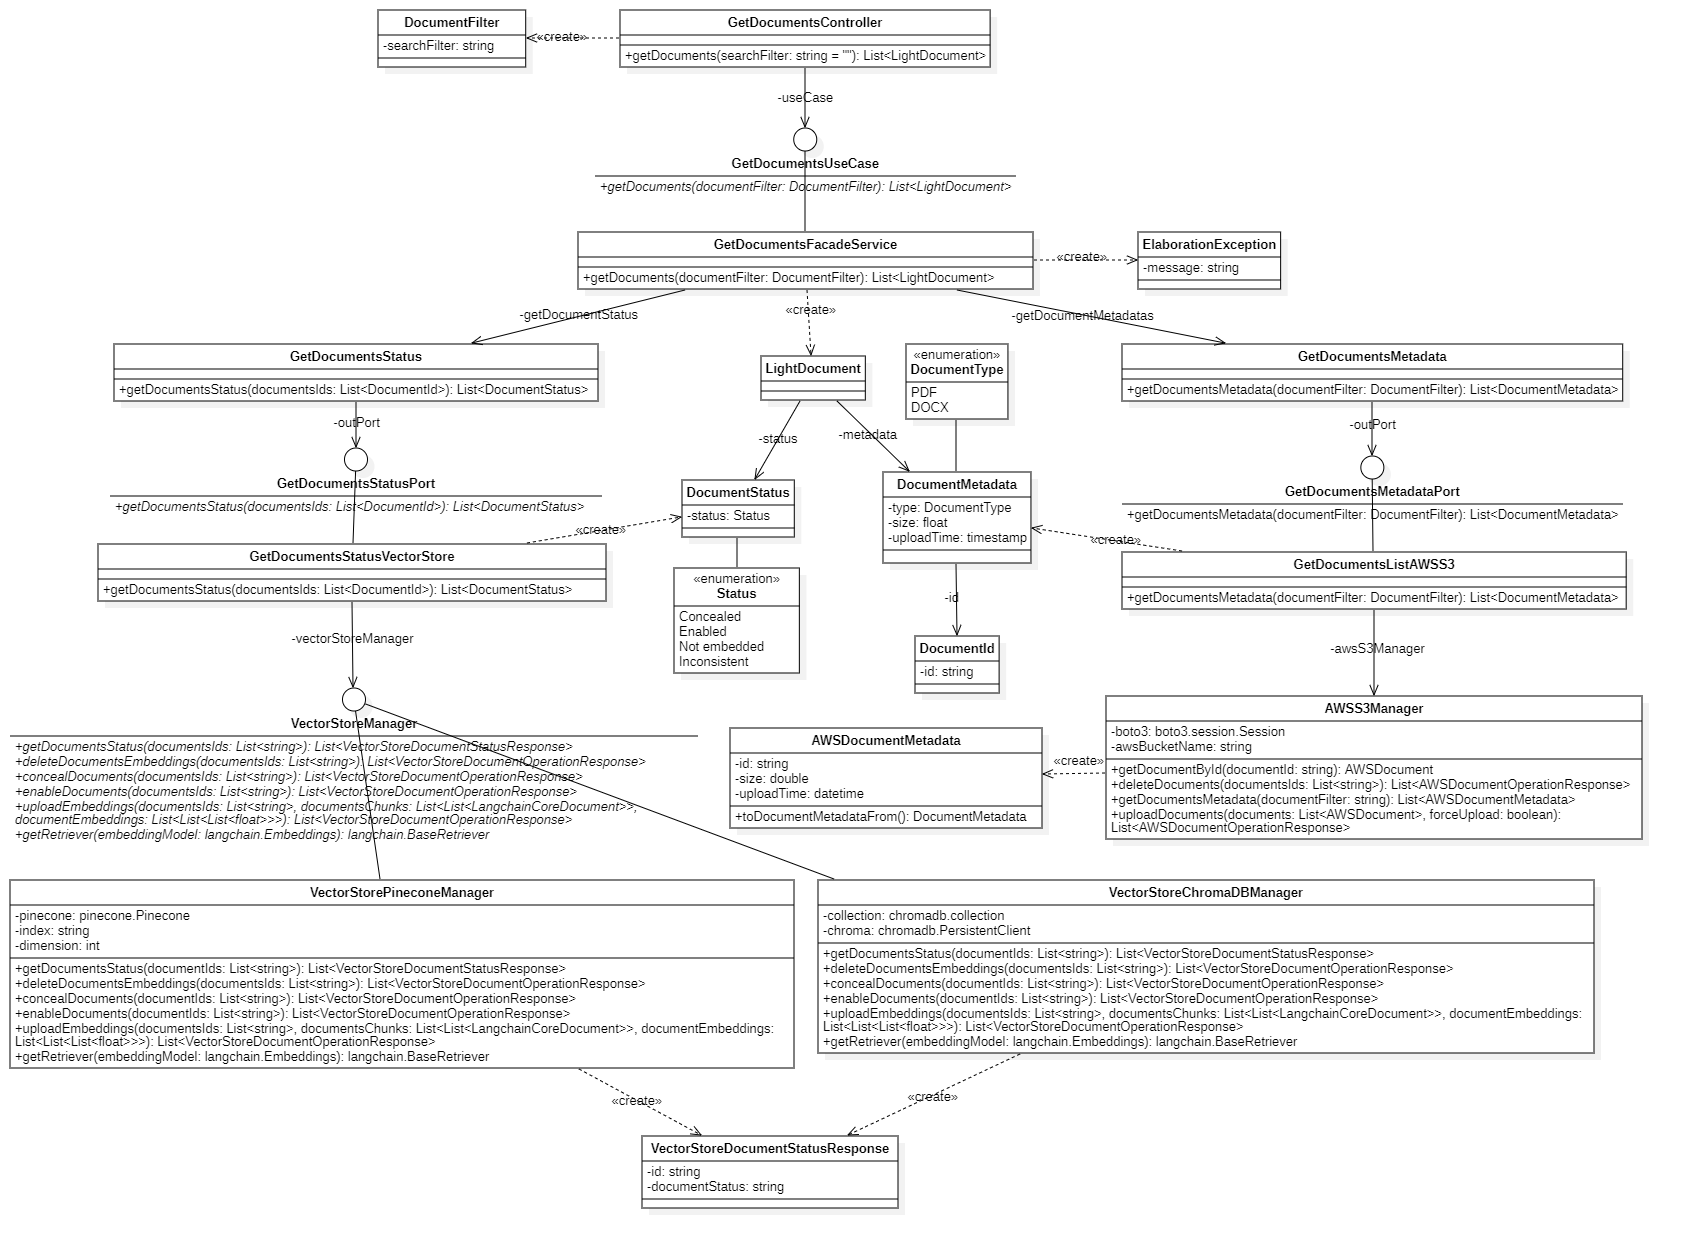 DocumentFilter
-searchFilter: string
«create»
GetDocumentsController
+getDocuments(searchFilter: string = ""): List<LightDocument>
-useCase
GetDocumentsUseCase
+getDocuments(documentFilter: DocumentFilter): List<LightDocument>
GetDocumentsFacadeService
+getDocuments(documentFilter: DocumentFilter): List<LightDocument>
«create»
ElaborationException
-message: string
-getDocumentStatus
«create»
-getDocumentMetadatas
GetDocumentsStatus
+getDocumentsStatus(documentsIds: List<DocumentId>): List<DocumentStatus>
LightDocument
«enumeration»
DocumentType
PDF
DOCX
GetDocumentsMetadata
+getDocumentsMetadata(documentFilter: DocumentFilter): List<DocumentMetadata>
-outPort
-status
-metadata
-outPort
GetDocumentsStatusPort
+getDocumentsStatus(documentsIds: List<DocumentId>): List<DocumentStatus>
DocumentStatus
-status: Status
DocumentMetadata
-type: DocumentType
-size: float
-uploadTime: timestamp
GetDocumentsMetadataPort
+getDocumentsMetadata(documentFilter: DocumentFilter): List<DocumentMetadata>
«create»
«create»
GetDocumentsStatusVectorStore
+getDocumentsStatus(documentsIds: List<DocumentId>): List<DocumentStatus>
«enumeration»
Status
Concealed
Enabled
Not embedded
Inconsistent
-id
GetDocumentsListAWSS3
+getDocumentsMetadata(documentFilter: DocumentFilter): List<DocumentMetadata>
-vectorStoreManager
DocumentId
-id: string
-awsS3Manager
VectorStoreManager
+getDocumentsStatus(documentsIds: List<string>): List<VectorStoreDocumentStatusResponse>
+deleteDocumentsEmbeddings(documentsIds: List<string>): List<VectorStoreDocumentOperationResponse>
+concealDocuments(documentsIds: List<string>): List<VectorStoreDocumentOperationResponse>
+enableDocuments(documentsIds: List<string>): List<VectorStoreDocumentOperationResponse>
+uploadEmbeddings(documentsIds: List<string>, documentsChunks: List<List<LangchainCoreDocument>>,
documentEmbeddings: List<List<List<float>>>): List<VectorStoreDocumentOperationResponse>
+getRetriever(embeddingModel: langchain.Embeddings): langchain.BaseRetriever
AWSDocumentMetadata
-id: string
-size: double
-uploadTime: datetime
+toDocumentMetadataFrom(): DocumentMetadata
«create»
AWSS3Manager
-boto3: boto3.session.Session
-awsBucketName: string
+getDocumentById(documentId: string): AWSDocument
+deleteDocuments(documentsIds: List<string>): List<AWSDocumentOperationResponse>
+getDocumentsMetadata(documentFilter: string): List<AWSDocumentMetadata>
+uploadDocuments(documents: List<AWSDocument>, forceUpload: boolean):
List<AWSDocumentOperationResponse>
VectorStorePineconeManager
-pinecone: pinecone.Pinecone
-index: string
-dimension: int
+getDocumentsStatus(documentIds: List<string>): List<VectorStoreDocumentStatusResponse>
+deleteDocumentsEmbeddings(documentsIds: List<string>): List<VectorStoreDocumentOperationResponse>
+concealDocuments(documentIds: List<string>): List<VectorStoreDocumentOperationResponse>
+enableDocuments(documentIds: List<string>): List<VectorStoreDocumentOperationResponse>
+uploadEmbeddings(documentsIds: List<string>, documentsChunks: List<List<LangchainCoreDocument>>, documentEmbeddings:
List<List<List<float>>>): List<VectorStoreDocumentOperationResponse>
+getRetriever(embeddingModel: langchain.Embeddings): langchain.BaseRetriever
VectorStoreChromaDBManager
-collection: chromadb.collection
-chroma: chromadb.PersistentClient
+getDocumentsStatus(documentIds: List<string>): List<VectorStoreDocumentStatusResponse>
+deleteDocumentsEmbeddings(documentsIds: List<string>): List<VectorStoreDocumentOperationResponse>
+concealDocuments(documentIds: List<string>): List<VectorStoreDocumentOperationResponse>
+enableDocuments(documentIds: List<string>): List<VectorStoreDocumentOperationResponse>
+uploadEmbeddings(documentsIds: List<string>, documentsChunks: List<List<LangchainCoreDocument>>, documentEmbeddings:
List<List<List<float>>>): List<VectorStoreDocumentOperationResponse>
+getRetriever(embeddingModel: langchain.Embeddings): langchain.BaseRetriever
«create»
«create»
VectorStoreDocumentStatusResponse
-id: string
-documentStatus: string